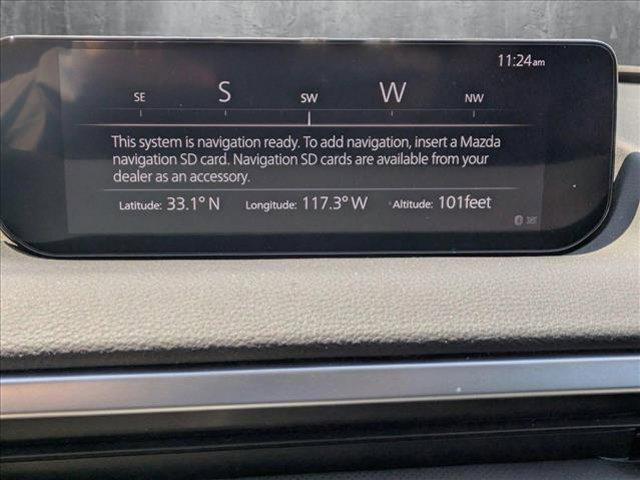 11:24am
SE S SW W NW
This system is navigation ready. To add navigation, insert a Mazda
navigation SD card. Navigation SD cards are available from your
dealer as an accessory.
Latitude: 33.1° N Longitude: 117.3° W Altitude: 101feet